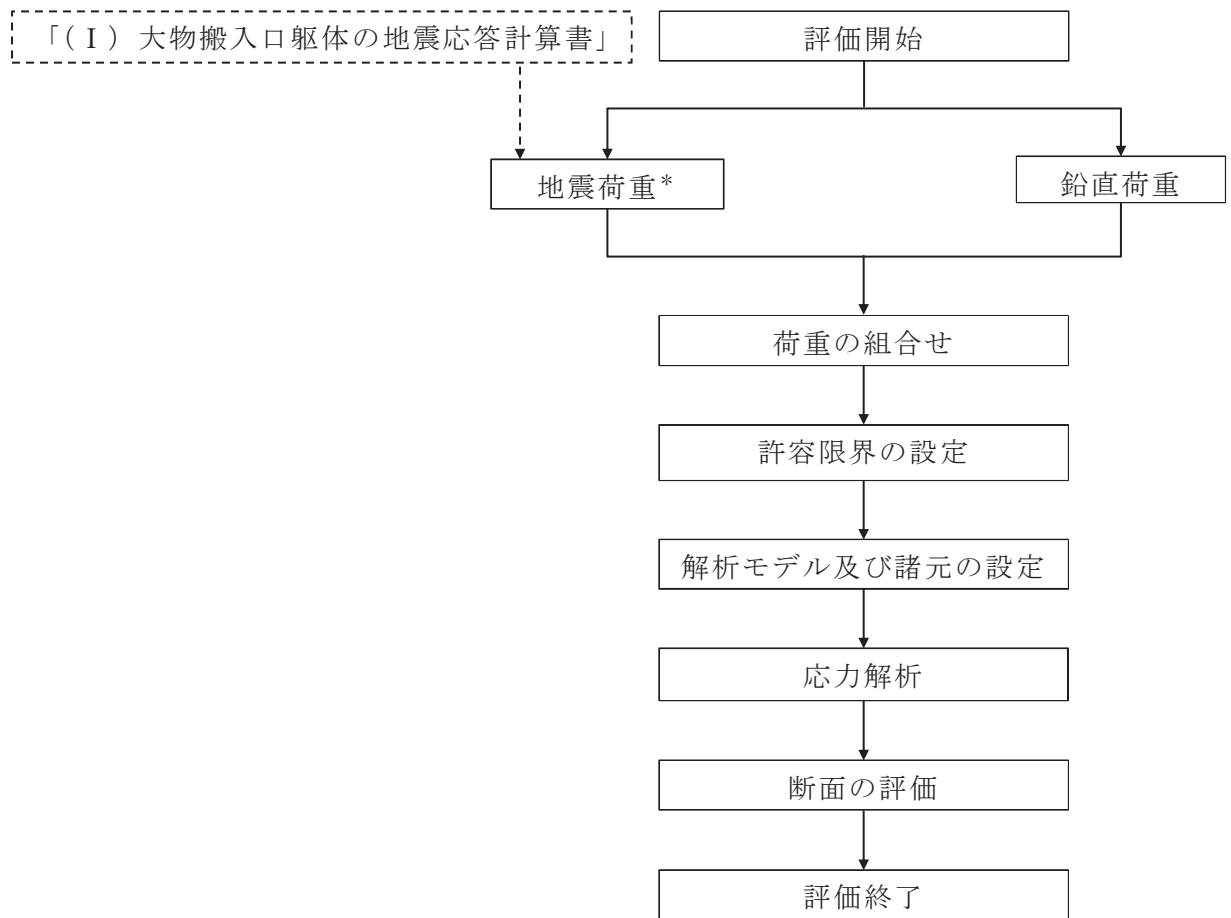 「(Ⅰ)大物搬入口躯体の地震応答計算書」
評価開始
地震荷重*
鉛直荷重
荷重の組合せ
許容限界の設定
解析モデル及び諸元の設定
応力解析
断面の評価
評価終了